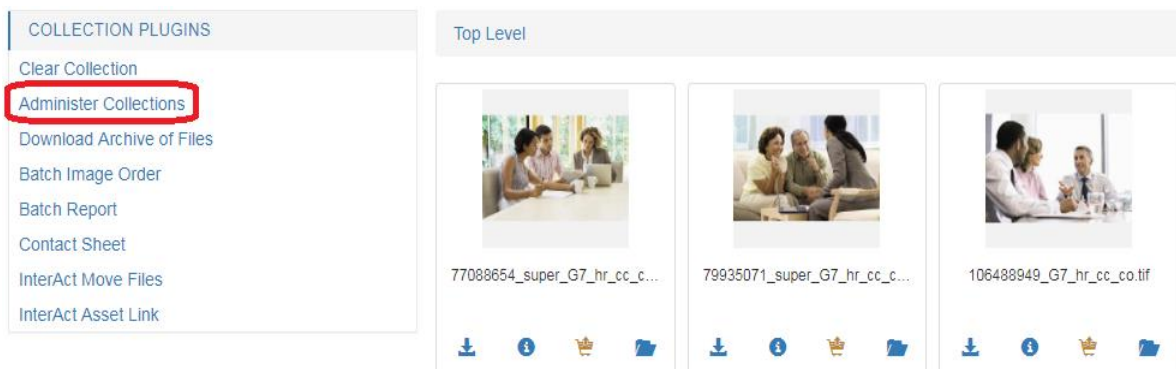 COLLECTION PLUGINS
Clear Collection
Administer Collections
Download Archive of Files
Batch Image Order
Batch Report
Contact Sheet
InterAct Move Files
InterAct Asset Link
Top Level
77088654_super_G7_hr_cc_c...
79935071_super_G7_hr_cc_c...
106488949_G7_hr_cc_co.tif